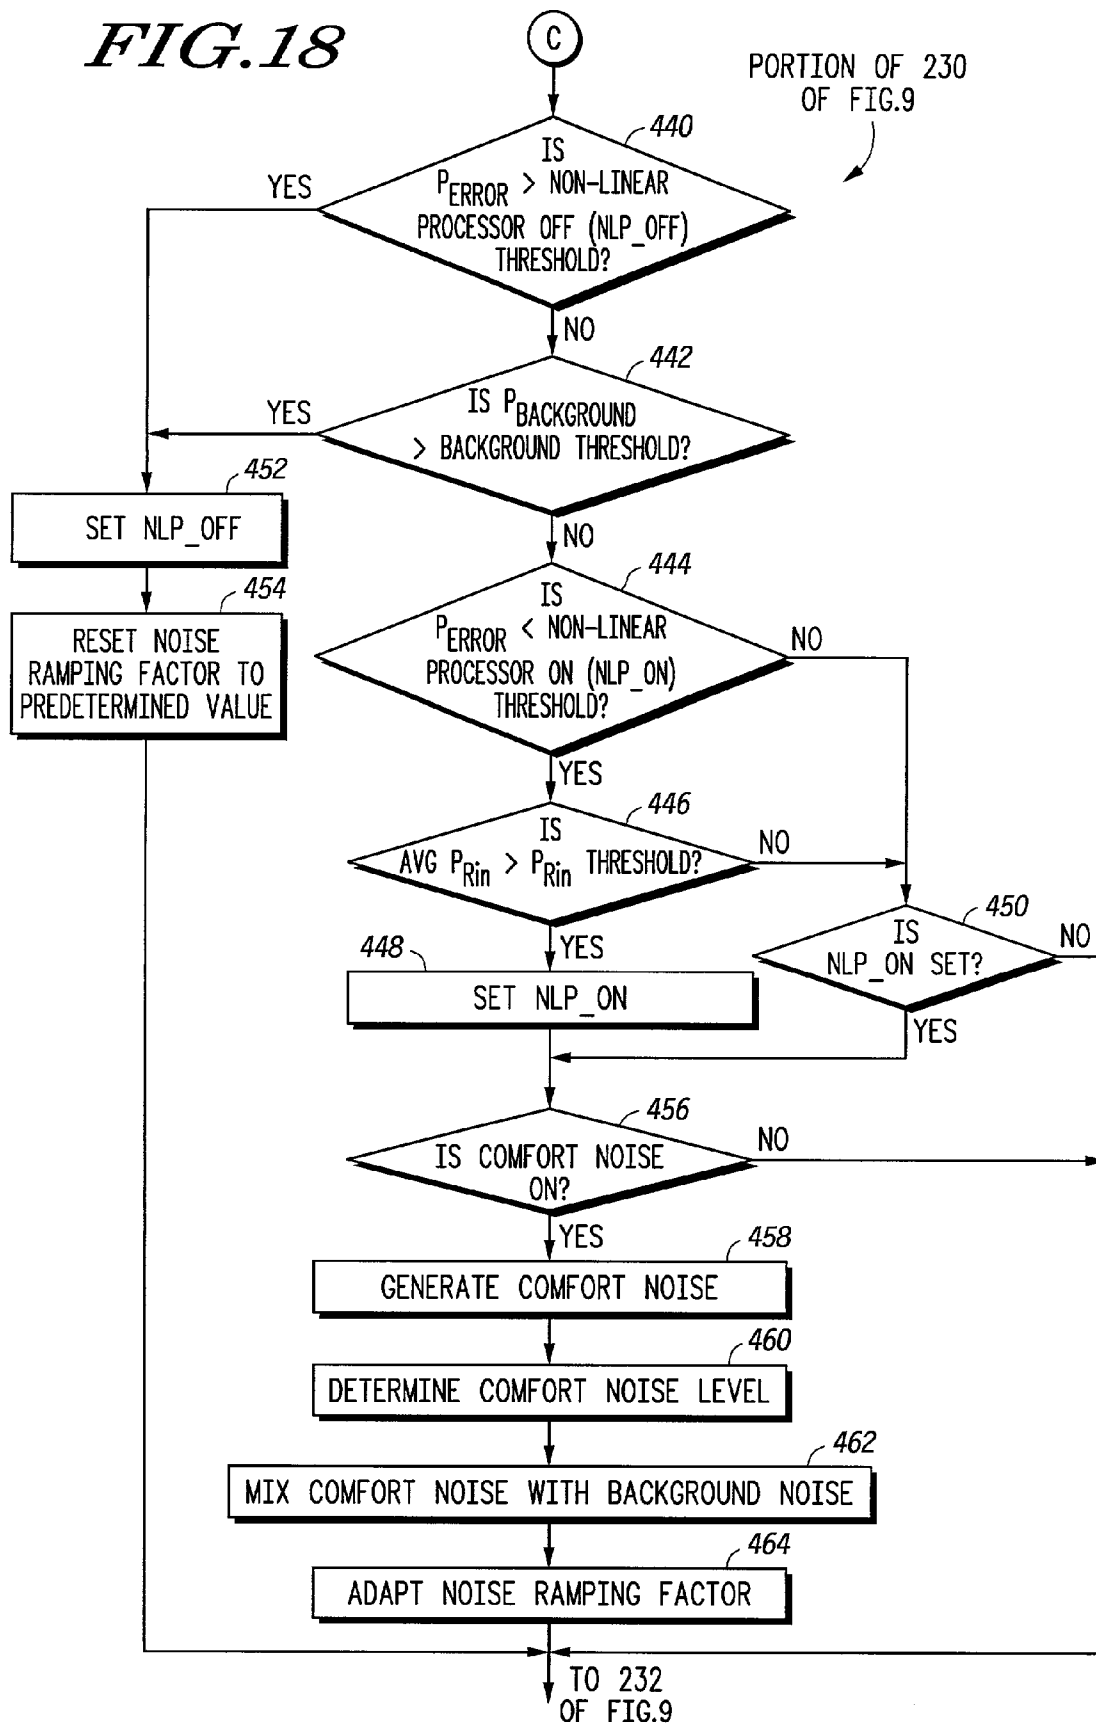 FIG.18
C
PORTION OF 230
OF FIG.9
440
IS
PERROR > NON-LINEAR
PROCESSOR OFF (NLP_OFF)
THRESHOLD?
YES
NO
442
IS PBACKGROUND
> BACKGROUND THRESHOLD?
YES
NO
452
SET NLP_OFF
454
RESET NOISE
RAMPING FACTOR TO
PREDETERMINED VALUE
444
IS
PERROR < NON-LINEAR
PROCESSOR ON (NLP_ON)
THRESHOLD?
NO
YES
446
IS
AVG PRin > PRin THRESHOLD?
NO
YES
448
SET NLP_ON
450
IS
NLP_ON SET?
NO
YES
456
IS COMFORT NOISE
ON?
NO
YES
458
GENERATE COMFORT NOISE
460
DETERMINE COMFORT NOISE LEVEL
462
MIX COMFORT NOISE WITH BACKGROUND NOISE
464
ADAPT NOISE RAMPING FACTOR
TO 232
OF FIG.9